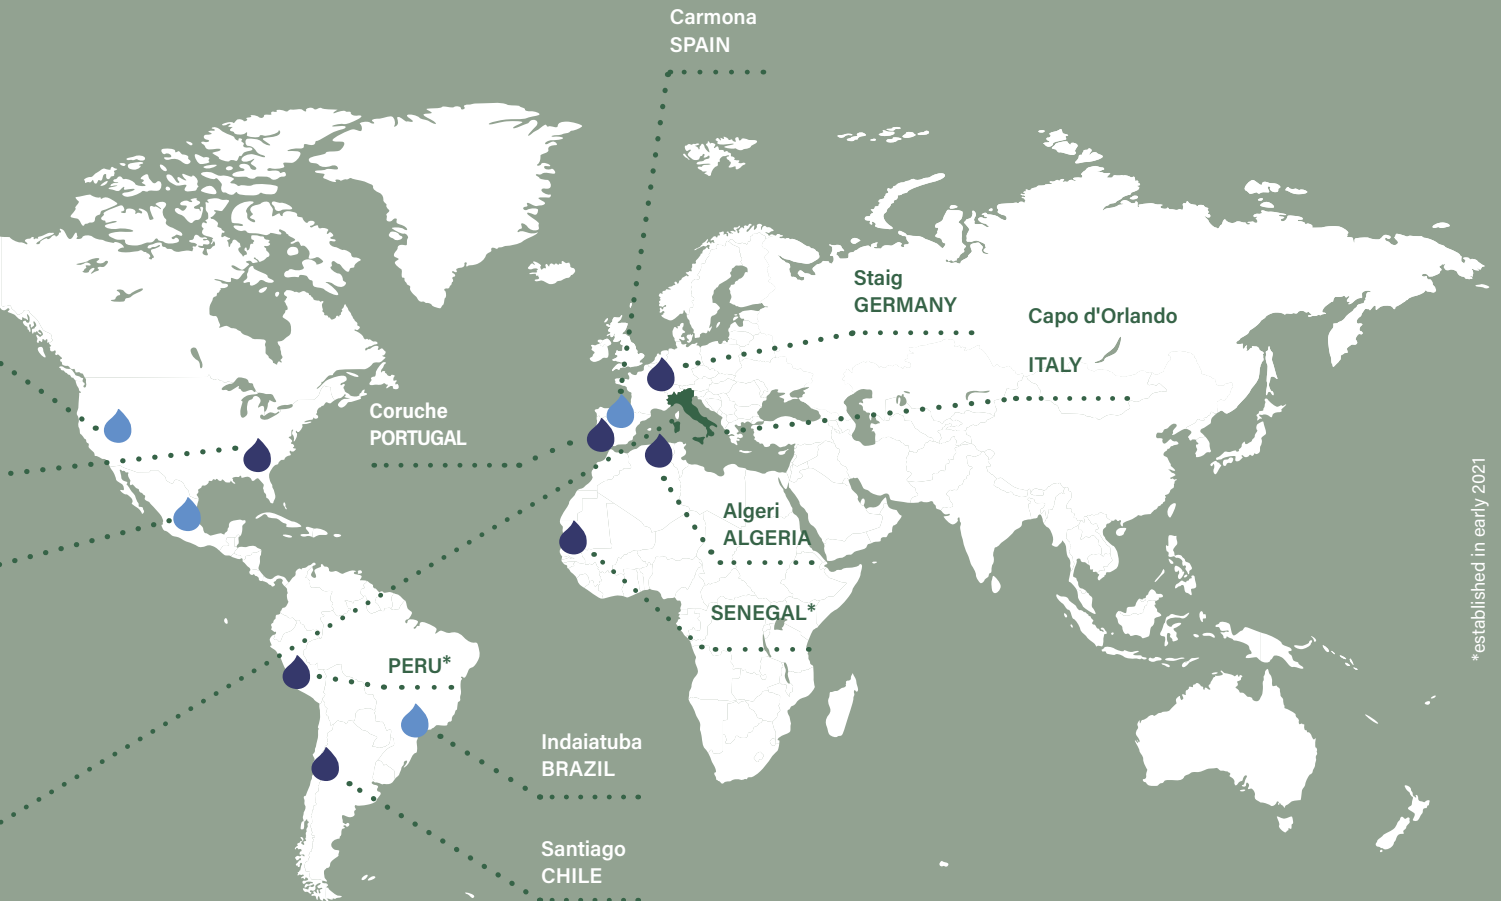 Carmona
SPAIN
Staig
GERMANY
Capo d'Orlando
ITALY
Coruche
PORTUGAL
Algeri
ALGERIA
SENEGAL*
PERU*
Indaiatuba
BRAZIL
Santiago
CHILE
*established in early 2021